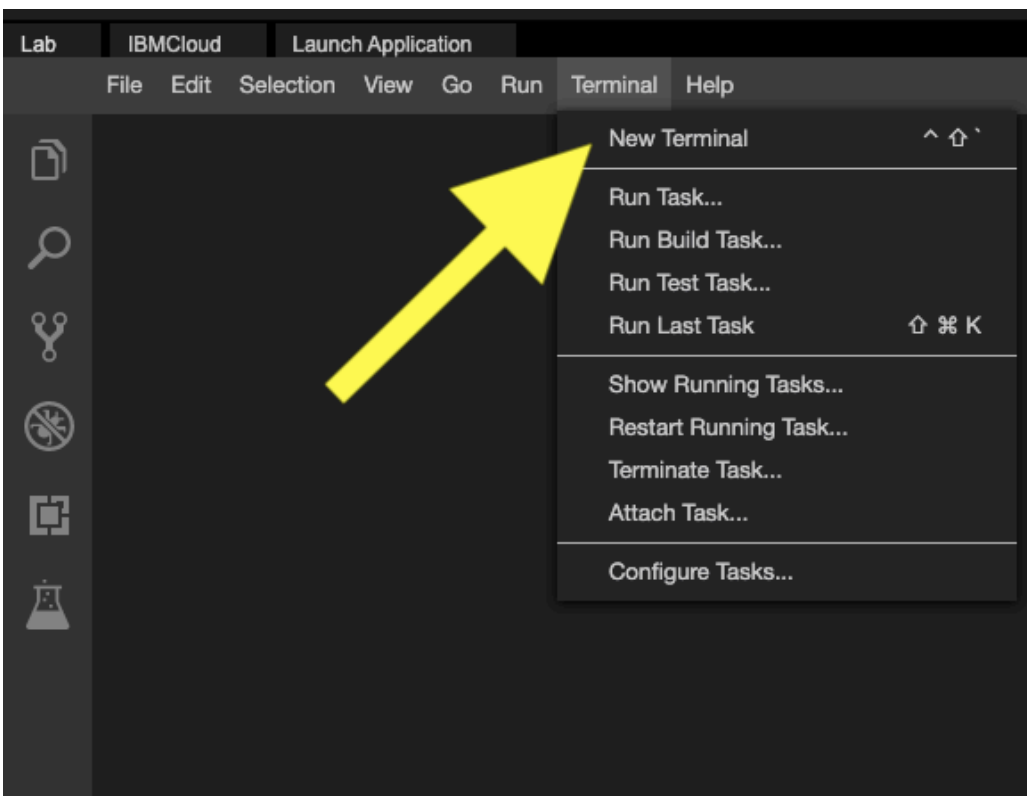 Lab IBMCloud Launch Application
File Edit Selection View Go Run Terminal Help
New Terminal ^ ⇧ `
Run Task...
Run Build Task...
Run Test Task...
Run Last Task ⇧ ⌘ K
Show Running Tasks...
Restart Running Task...
Terminate Task...
Attach Task...
Configure Tasks...